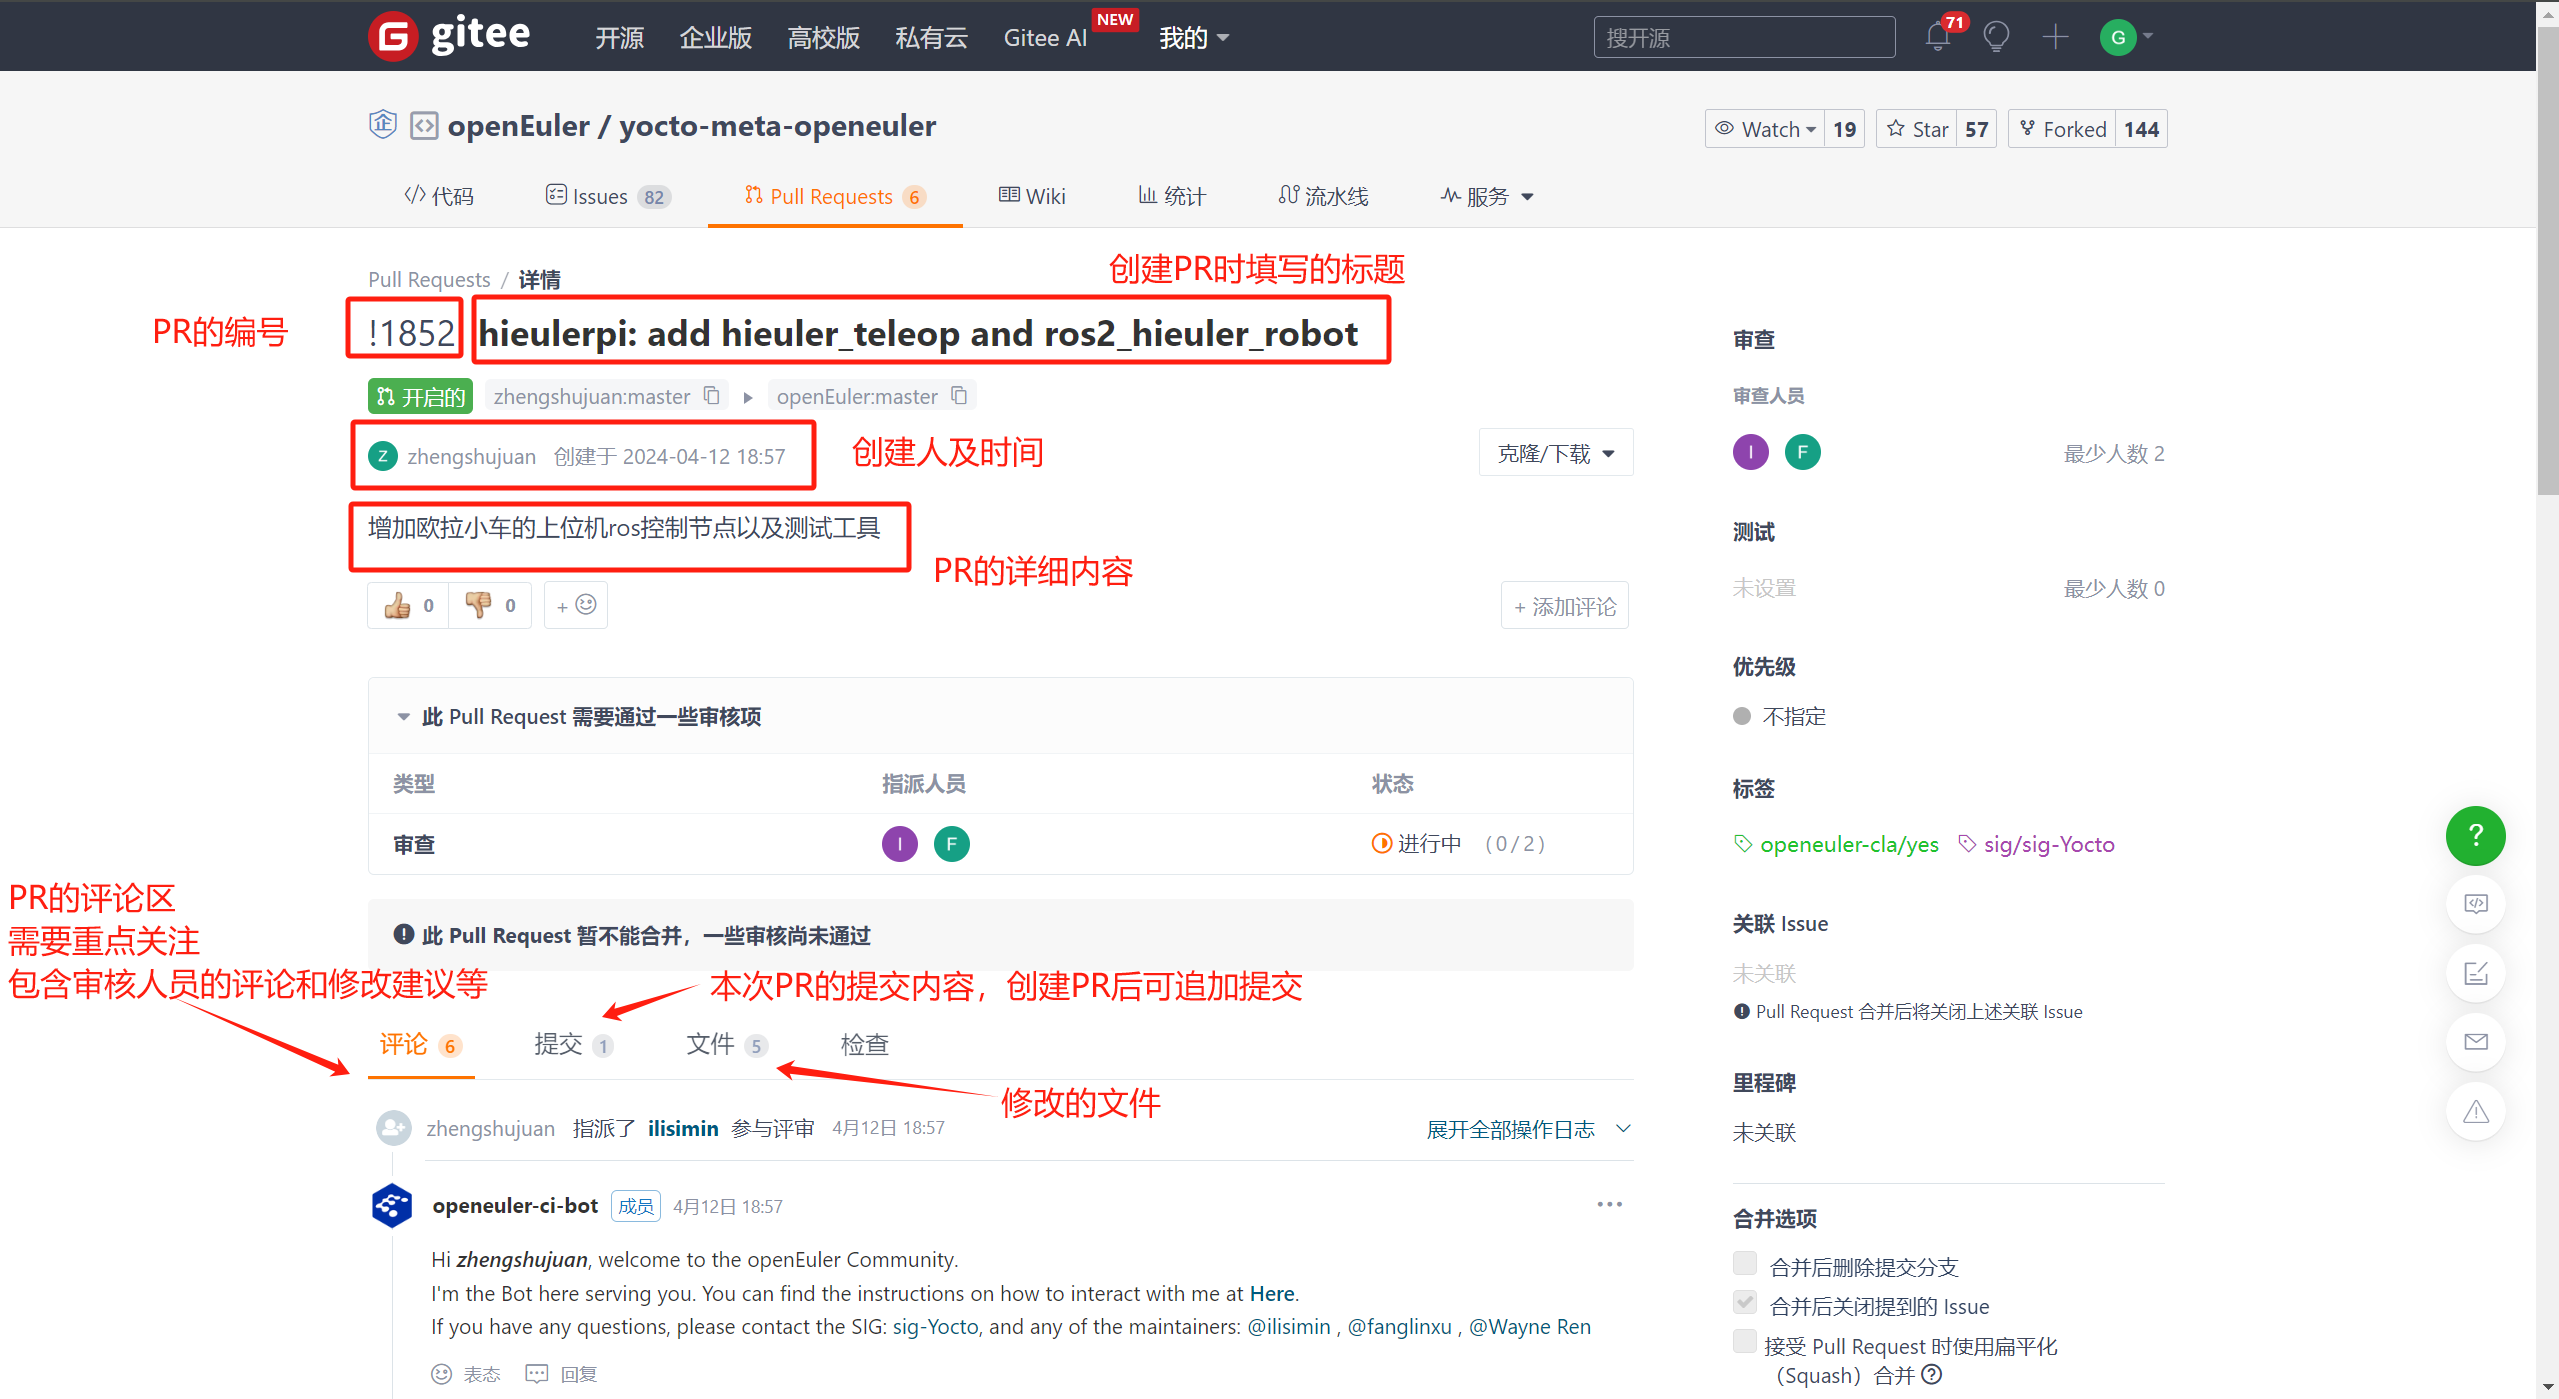 gitee
开源 企业版 高校版 私有云 Gitee AI NEW 我的
搜开源
71
G
openEuler / yocto-meta-openeuler
Watch 19 Star 57 Forked 144
代码 Issues 82 Pull Requests 6 Wiki 统计 流水线 服务
Pull Requests / 详情
创建PR时填写的标题
PR的编号
!1852 hieulerpi: add hieuler_teleop and ros2_hieuler_robot
开启的 zhengshujuan:master openEuler:master
Z zhengshujuan 创建于 2024-04-12 18:57
创建人及时间
克隆/下载
增加欧拉小车的上位机ros控制节点以及测试工具
PR的详细内容
0 0 +
+ 添加评论
此 Pull Request 需要通过一些审核项
类型 指派人员 状态
审查 I F 进行中 (0/2)
此 Pull Request 暂不能合并，一些审核尚未通过
PR的评论区
需要重点关注
包含审核人员的评论和修改建议等
本次PR的提交内容，创建PR后可追加提交
评论 6 提交 1 文件 5 检查
修改的文件
zhengshujuan 指派了 ilisimin 参与评审 4月12日 18:57
展开全部操作日志
openeuler-ci-bot 成员 4月12日 18:57
Hi zhengshujuan, welcome to the openEuler Community.
I'm the Bot here serving you. You can find the instructions on how to interact with me at Here.
If you have any questions, please contact the SIG: sig-Yocto, and any of the maintainers: @ilisimin , @fanglinxu , @Wayne Ren
表态 回复
审查
审查人员
I F 最少人数 2
测试
未设置 最少人数 0
优先级
不指定
标签
openeuler-cla/yes sig/sig-Yocto
关联 Issue
未关联
Pull Request 合并后将关闭上述关联 Issue
里程碑
未关联
合并选项
合并后删除提交分支
合并后关闭提到的 Issue
接受 Pull Request 时使用扁平化
（Squash）合并 ?
?